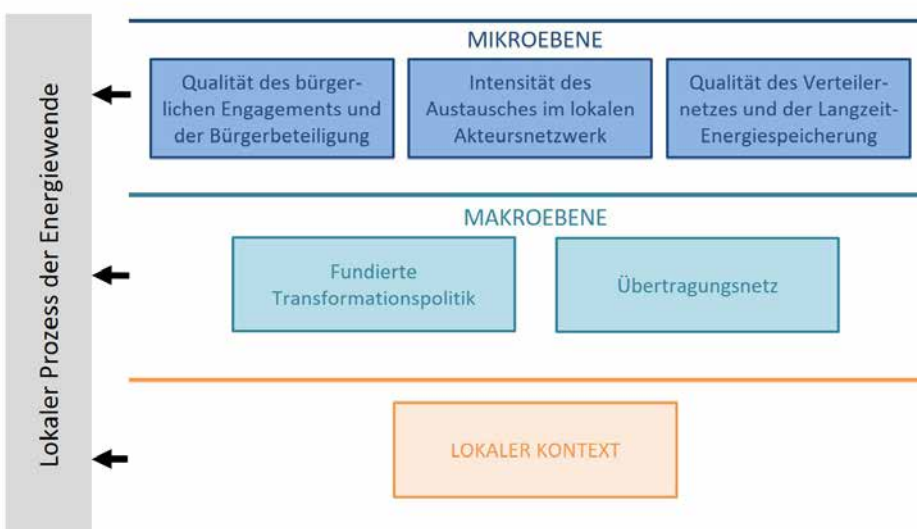 Lokaler Prozess der Energiewende
MIKROEBENE
Qualität des bürger-
lichen Engagements und
der Bürgerbeteiligung
Intensität des
Austausches im lokalen
Akteursnetzwerk
Qualität des Verteiler-
netzes und der Langzeit-
Energiespeicherung
MAKROEBENE
Fundierte
Transformationspolitik
Übertragungsnetz
LOKALER KONTEXT